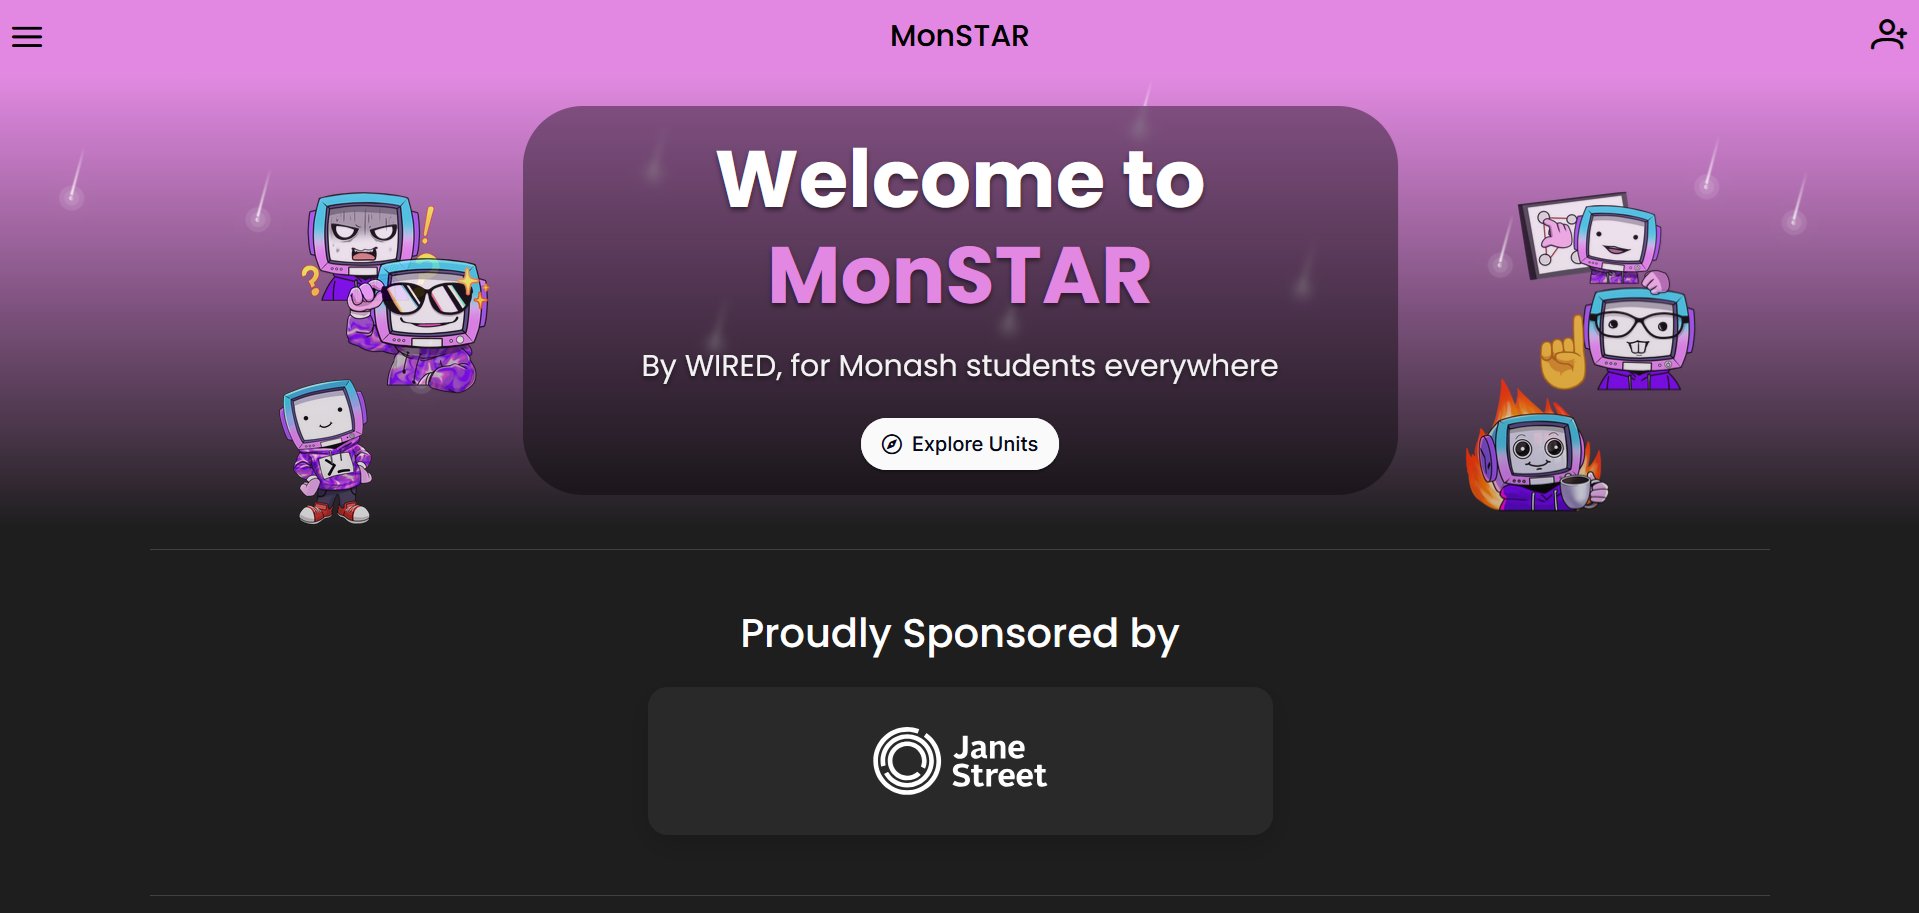 MonSTAR
Welcome to
MonSTAR
By WIRED, for Monash students everywhere
Explore Units
!
?
>_
Proudly Sponsored by
Jane
Street